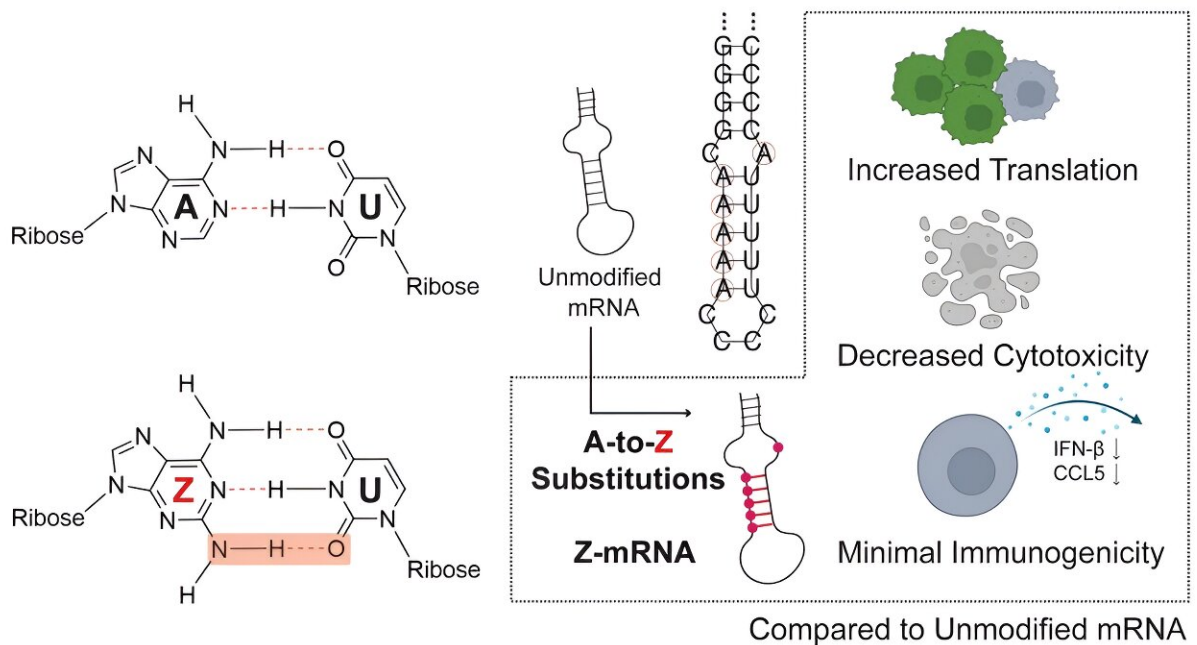 H
N H O
N
N A N H N U
N
N
O
Ribose
Ribose
Unmodified
mRNA
G C
G C
G C
G C
C A
A U
A U
A U
A U
A U
C C
C C
Increased Translation
Decreased Cytotoxicity
IFN-β ↓
CCL5 ↓
Minimal Immunogenicity
H
N H O
N
N Z N H N U
N
N
N H O
H
Ribose
Ribose
A-to-Z
Substitutions
Z-mRNA
Compared to Unmodified mRNA